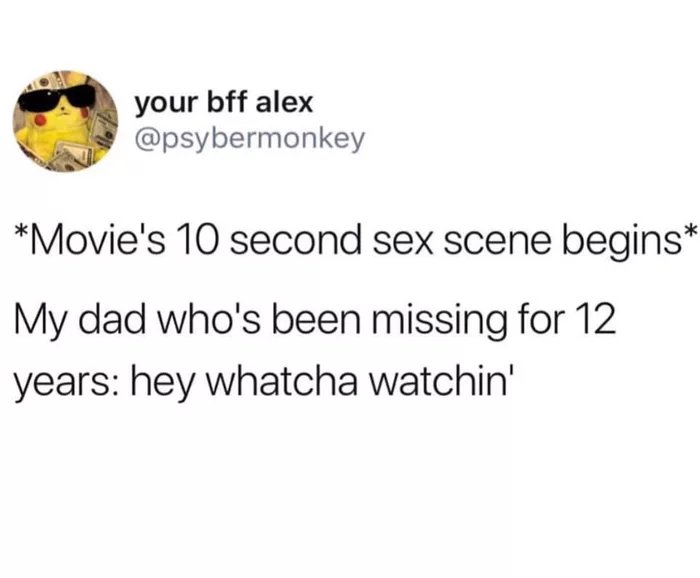 your bff alex
@psybermonkey
*Movie's 10 second sex scene begins*
My dad who's been missing for 12
years: hey whatcha watchin'